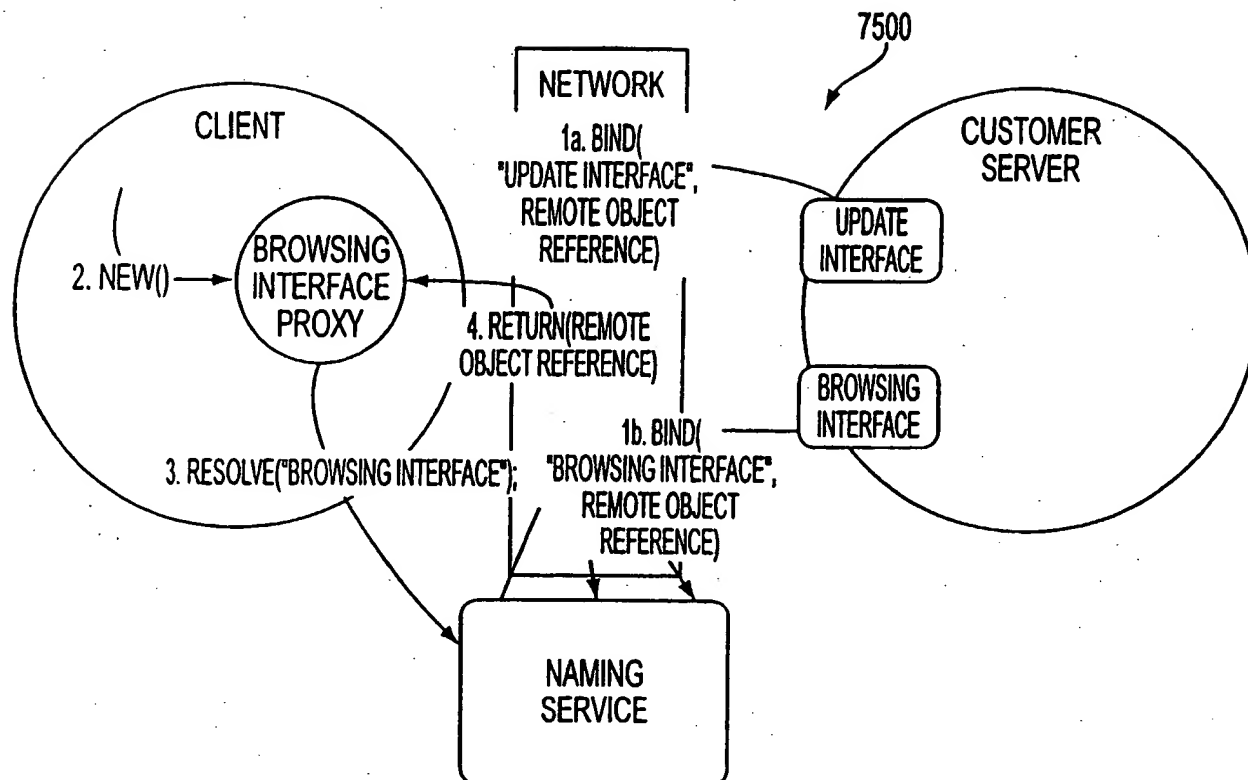 7500
NETWORK
CLIENT
CUSTOMER
SERVER
1a. BIND(
"UPDATE INTERFACE",
REMOTE OBJECT
REFERENCE)
UPDATE
INTERFACE
BROWSING
INTERFACE
PROXY
2. NEW()
4. RETURN(REMOTE
OBJECT REFERENCE)
BROWSING
INTERFACE
1b. BIND(
"BROWSING INTERFACE",
REMOTE OBJECT
REFERENCE)
3. RESOLVE("BROWSING INTERFACE");
NAMING
SERVICE